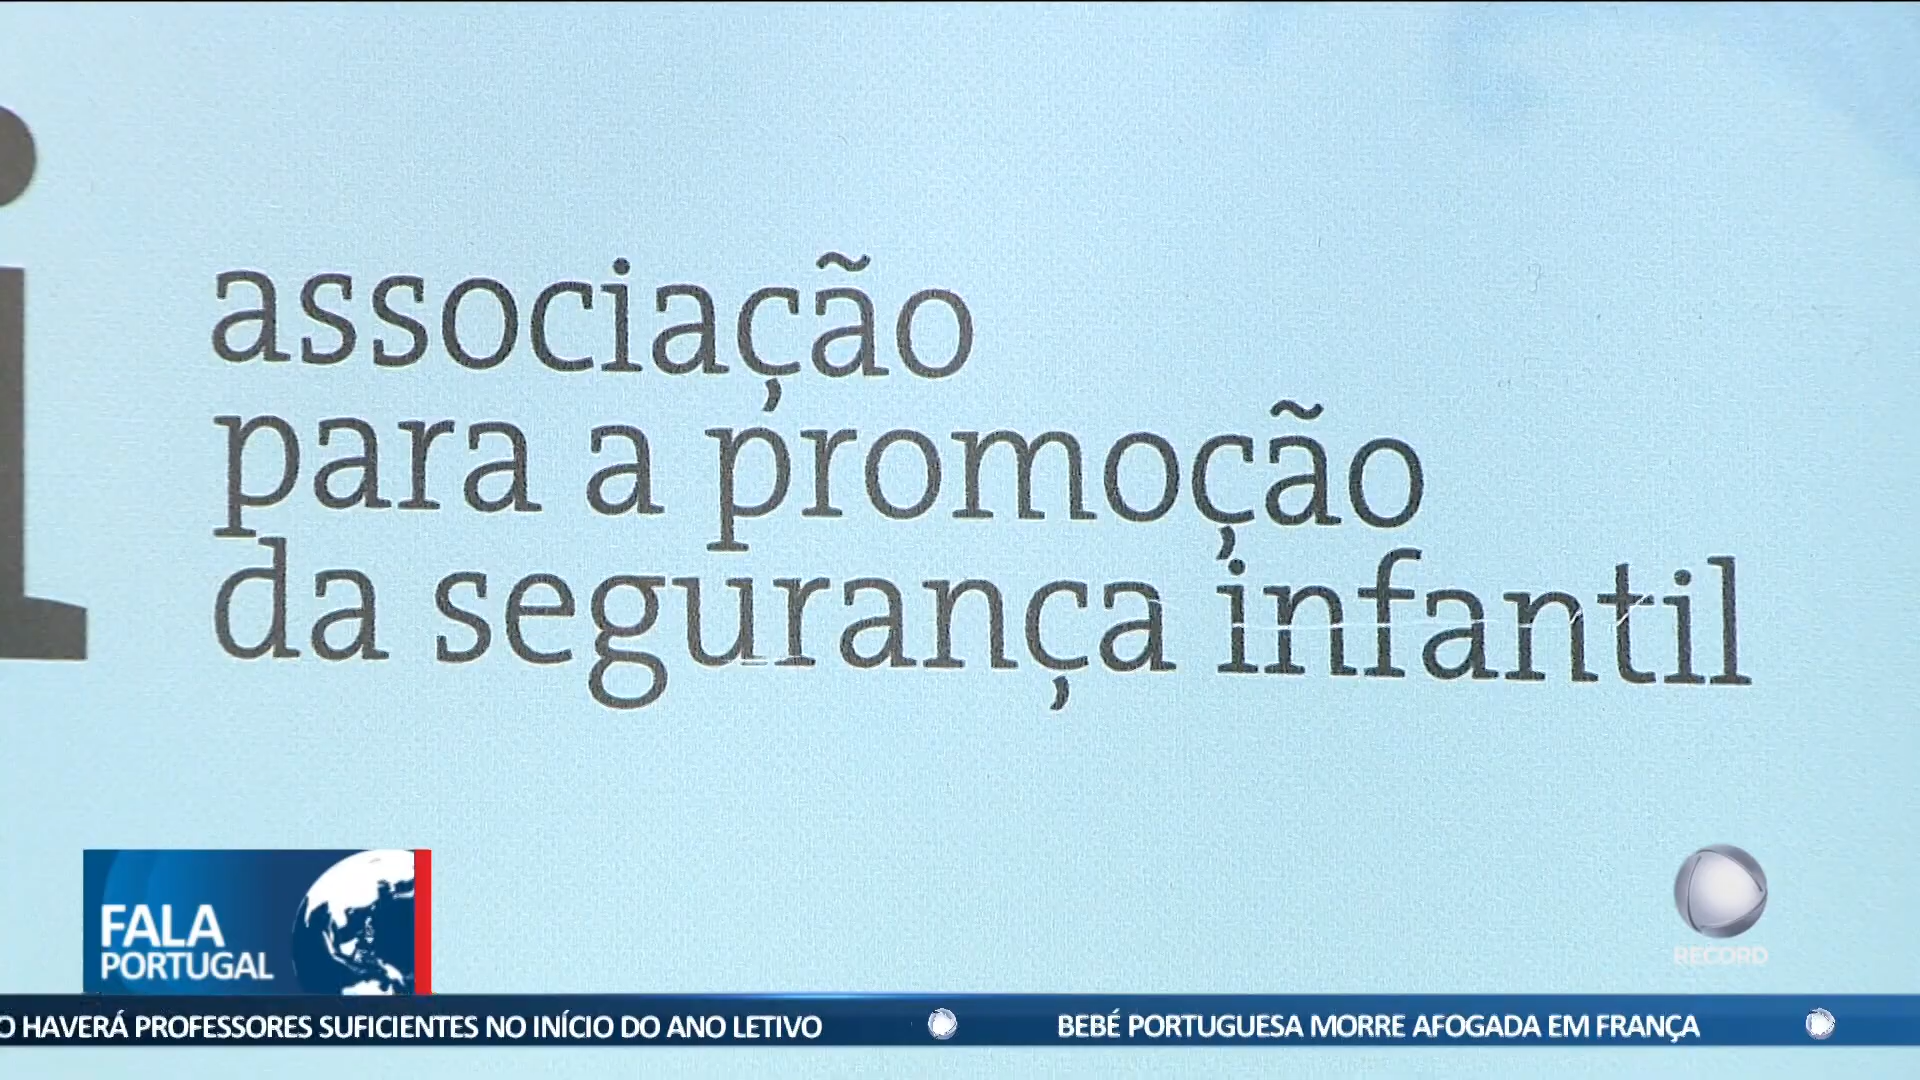 i
associação
para a promoção
da segurança infantil
FALA
PORTUGAL
RECORD
O HAVERÁ PROFESSORES SUFICIENTES NO INÍCIO DO ANO LETIVO
BEBÉ PORTUGUESA MORRE AFOGADA EM FRANÇA